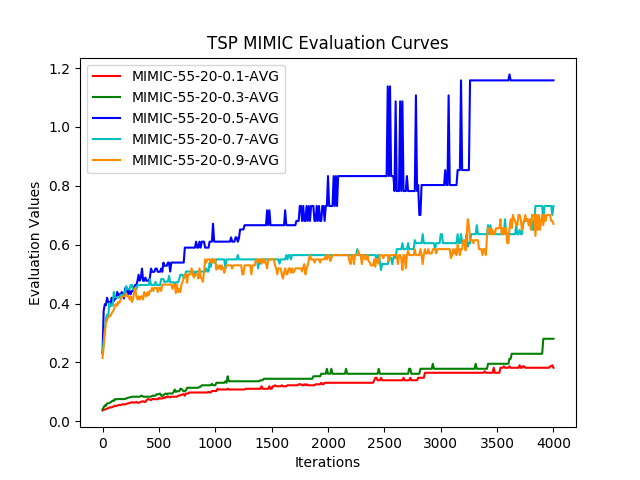 TSP MIMIC Evaluation Curves
MIMIC-55-20-0.1-AVG
MIMIC-55-20-0.3-AVG
MIMIC-55-20-0.5-AVG
MIMIC-55-20-0.7-AVG
MIMIC-55-20-0.9-AVG
Evaluation Values
1.2
1.0
0.8
0.6
0.4
0.2
0.0
0 500 1000 1500 2000 2500 3000 3500 4000
Iterations